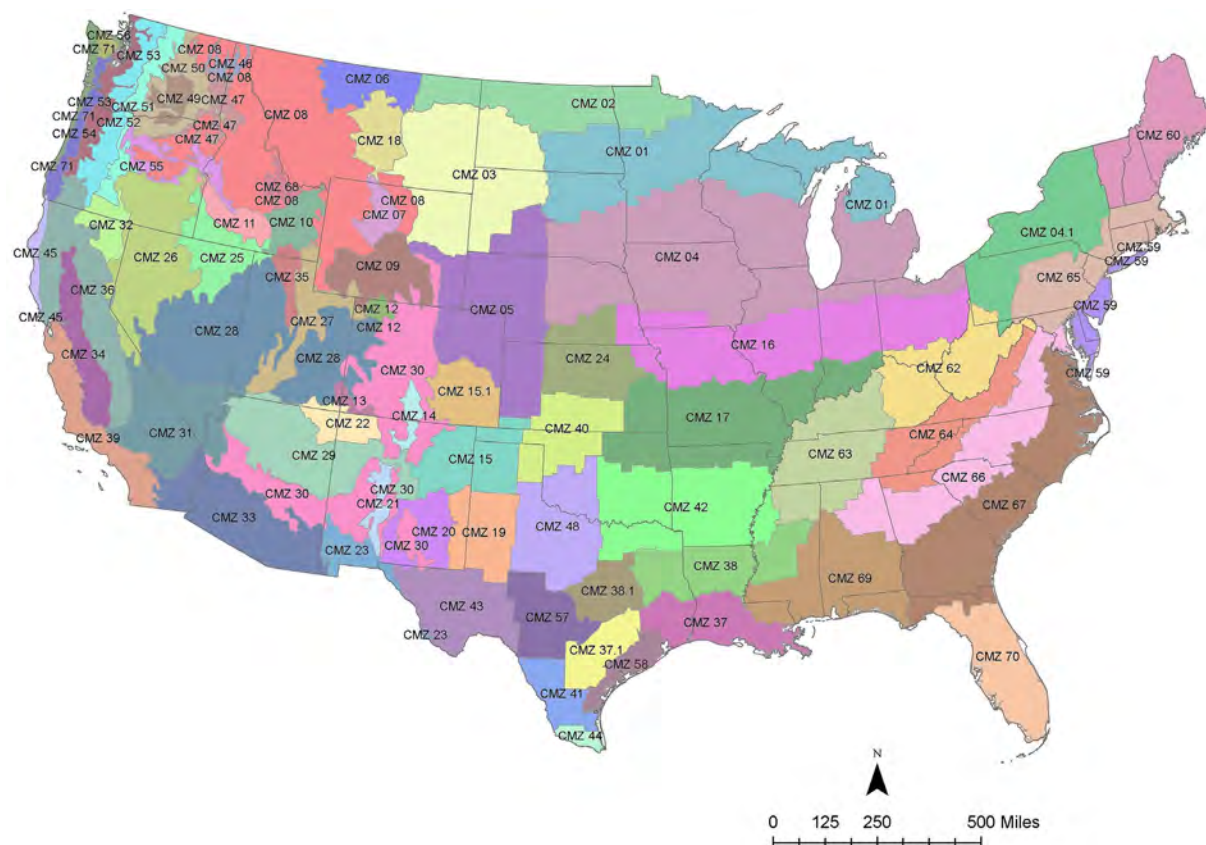 CMZ 56
CMZ 71
CMZ 53
CMZ 08
CMZ 50
CMZ 46
CMZ 08
CMZ 06
CMZ 02
CMZ 53
CMZ 51
CMZ 49
CMZ 47
CMZ 71
CMZ 52
CMZ 47
CMZ 08
CMZ 54
CMZ 47
CMZ 18
CMZ 01
CMZ 60
CMZ 71
CMZ 55
CMZ 03
CMZ 68
CMZ 08
CMZ 08
CMZ 07
CMZ 01
CMZ 32
CMZ 11
CMZ 10
CMZ 04.1
CMZ 45
CMZ 26
CMZ 25
CMZ 09
CMZ 04
CMZ 59
CMZ 59
CMZ 35
CMZ 65
CMZ 36
CMZ 12
CMZ 05
CMZ 59
CMZ 45
CMZ 28
CMZ 27
CMZ 12
CMZ 16
CMZ 34
CMZ 28
CMZ 30
CMZ 24
CMZ 62
CMZ 59
CMZ 15.1
CMZ 13
CMZ 14
CMZ 17
CMZ 22
CMZ 39
CMZ 31
CMZ 40
CMZ 64
CMZ 29
CMZ 15
CMZ 63
CMZ 30
CMZ 30
CMZ 21
CMZ 66
CMZ 33
CMZ 42
CMZ 67
CMZ 20
CMZ 19
CMZ 48
CMZ 30
CMZ 23
CMZ 38
CMZ 38.1
CMZ 69
CMZ 43
CMZ 57
CMZ 37
CMZ 23
CMZ 37.1
CMZ 58
CMZ 70
CMZ 41
CMZ 44
N
0 125 250 500 Miles